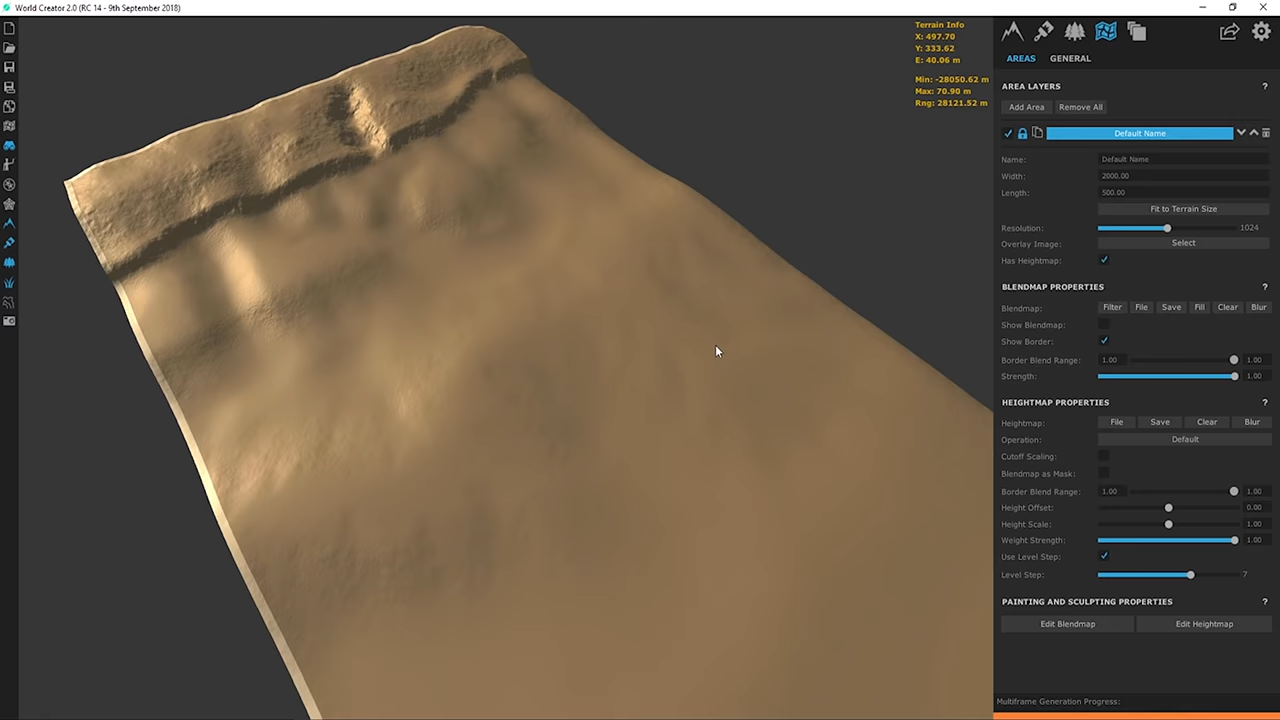 World Creator 2.0 (RC 14 - 9th September 2018)
Terrain Info
X: 497.70
Y: 333.62
E: 40.06 m
Min: -28050.62 m
Max: 70.90 m
Rng: 28121.52 m
AREAS GENERAL
AREA LAYERS ?
Add Area Remove All
Default Name
Name: Default Name
Width: 2000.00
Length: 500.00
Fit to Terrain Size
Resolution: 1024
Overlay Image: Select
Has Heightmap:
BLENDMAP PROPERTIES ?
Blendmap: Filter File Save Fill Clear Blur
Show Blendmap:
Show Border:
Border Blend Range: 1.00 1.00
Strength: 1.00
HEIGHTMAP PROPERTIES ?
Heightmap: File Save Clear Blur
Operation: Default
Cutoff Scaling:
Blendmap as Mask:
Border Blend Range: 1.00 1.00
Height Offset: 0.00
Height Scale: 1.00
Weight Strength: 1.00
Use Level Step:
Level Step: 7
PAINTING AND SCULPTING PROPERTIES ?
Edit Blendmap Edit Heightmap
Multiframe Generation Progress: